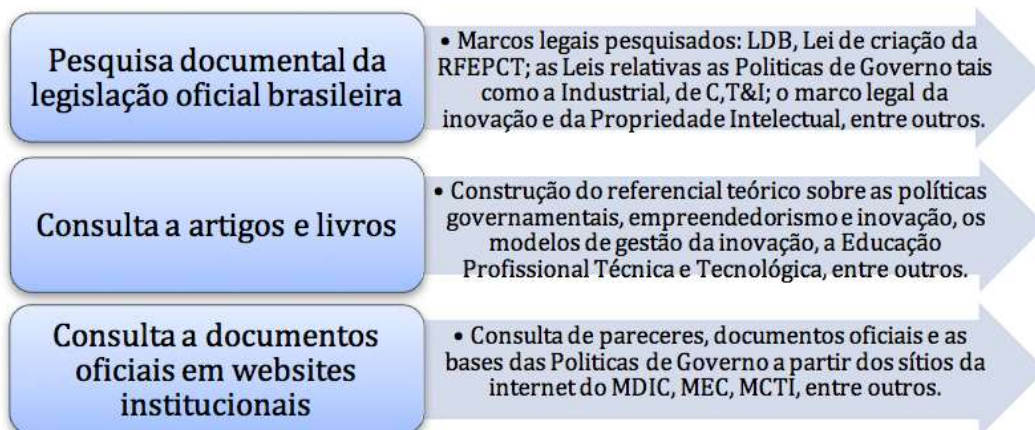 Pesquisa documental da
legislação oficial brasileira
• Marcos legais pesquisados: LDB, Lei de criação da
RFEPCT; as Leis relativas as Politicas de Governo tais
como a Industrial, de C,T&I; o marco legal da
inovação e da Propriedade Intelectual, entre outros.
Consulta a artigos e livros
• Construção do referencial teórico sobre as políticas
governamentais, empreendedorismo e inovação, os
modelos de gestão da inovação, a Educação
Profissional Técnica e Tecnológica, entre outros.
Consulta a documentos
oficiais em websites
institucionais
• Consulta de pareceres, documentos oficiais e as
bases das Politicas de Governo a partir dos sítios da
internet do MDIC, MEC, MCTI, entre outros.